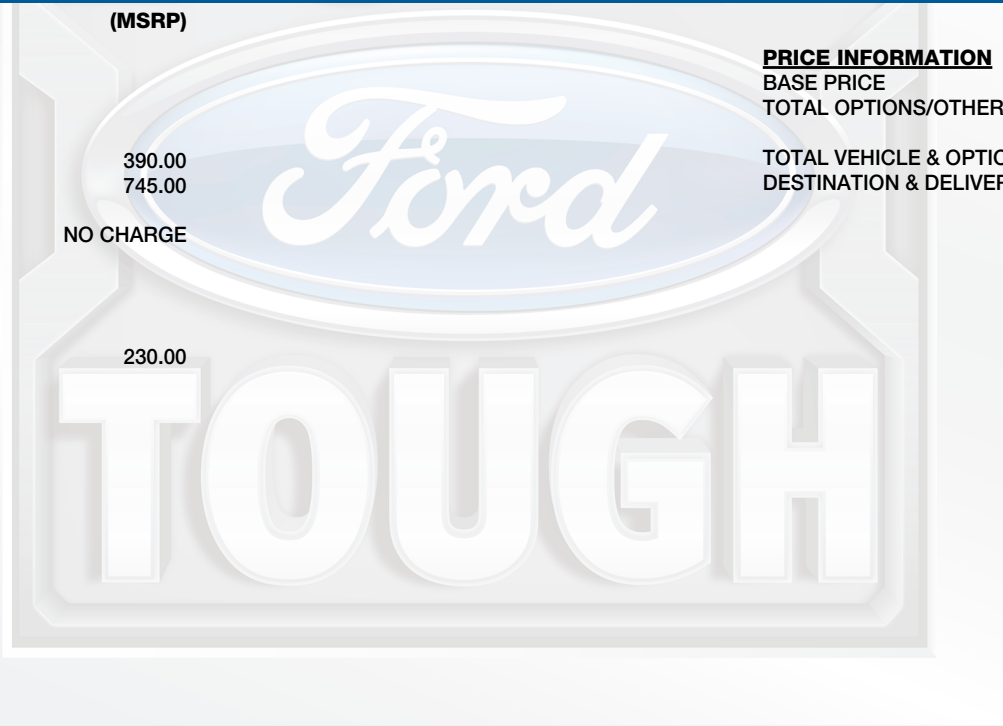 (MSRP)
390.00
745.00
NO CHARGE
230.00
PRICE INFORMATION
BASE PRICE
TOTAL OPTIONS/OTHER
TOTAL VEHICLE &
DESTINATION &
Ford
TOUGH